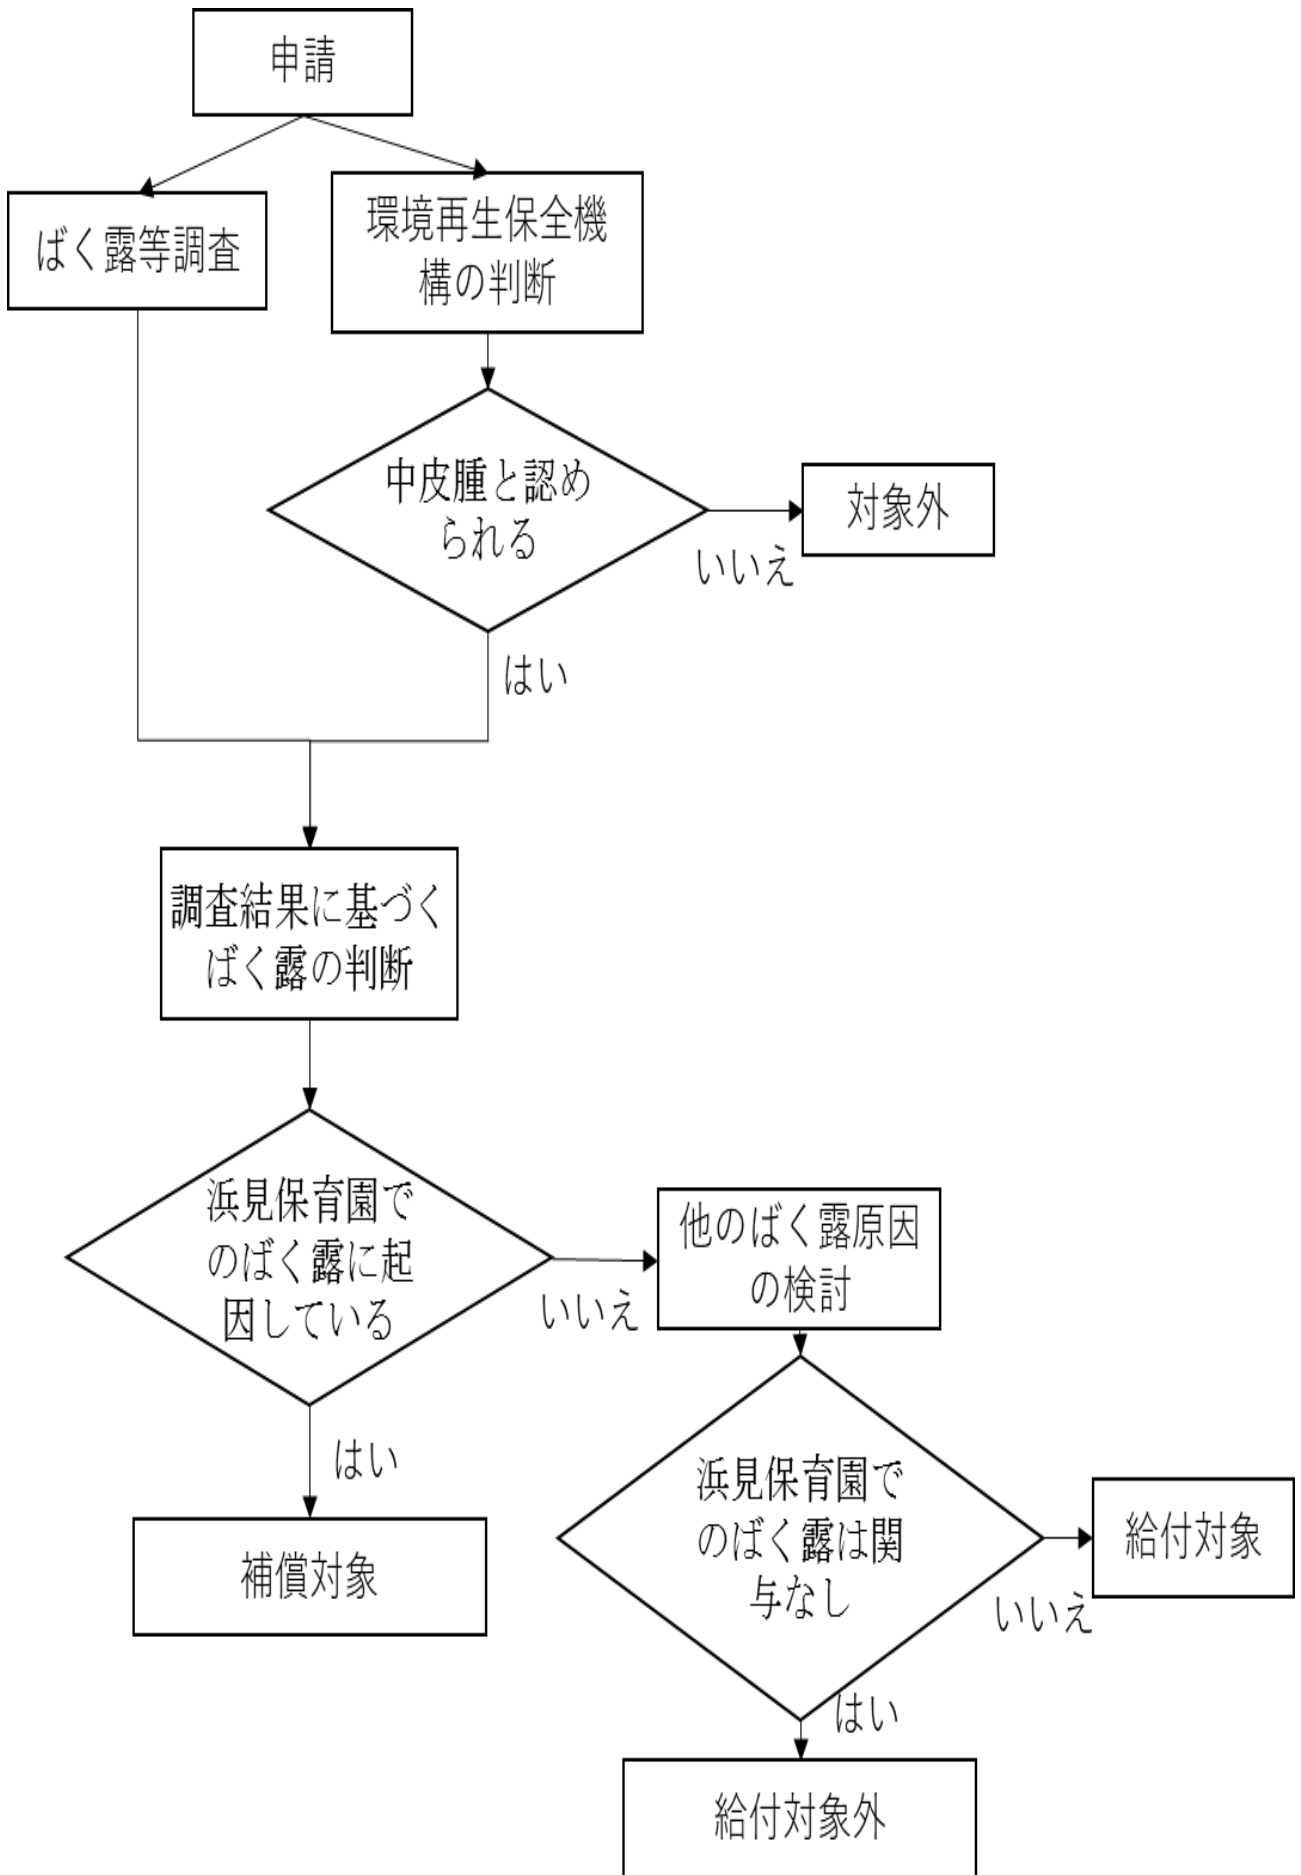 申請
ばく露等調査
環境再生保全機
構の判断
中皮腫と認め
られる
いいえ
対象外
はい
調査結果に基づく
ばく露の判断
浜見保育園で
のばく露に起
因している
いいえ
他のばく露原因
の検討
はい
補償対象
浜見保育園で
のばく露は関
与なし
いいえ
給付対象
はい
給付対象外